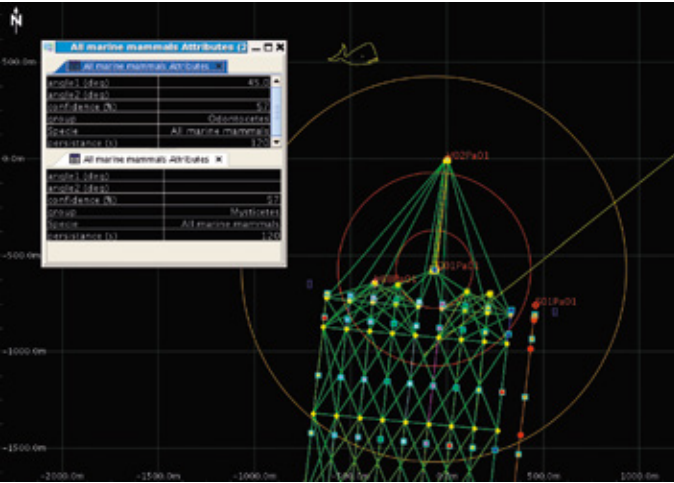 N
All marine mammals Attributes (2
All marine mammals Attributes
angle1 (deg) 45.0
angle2 (deg)
confidence (%) 57
group Odontocetes
Specie All marine mammals
persistance (s) 120
All marine mammals Attributes
angle1 (deg)
angle2 (deg)
confidence (%) 57
group Mysticetes
Specie All marine mammals
persistance (s) 120
500.0m
0.0m
-500.0m
-1000.0m
-1500.0m
-2000.0m -1500.0m -1000.0m 500.0m 1000.0m